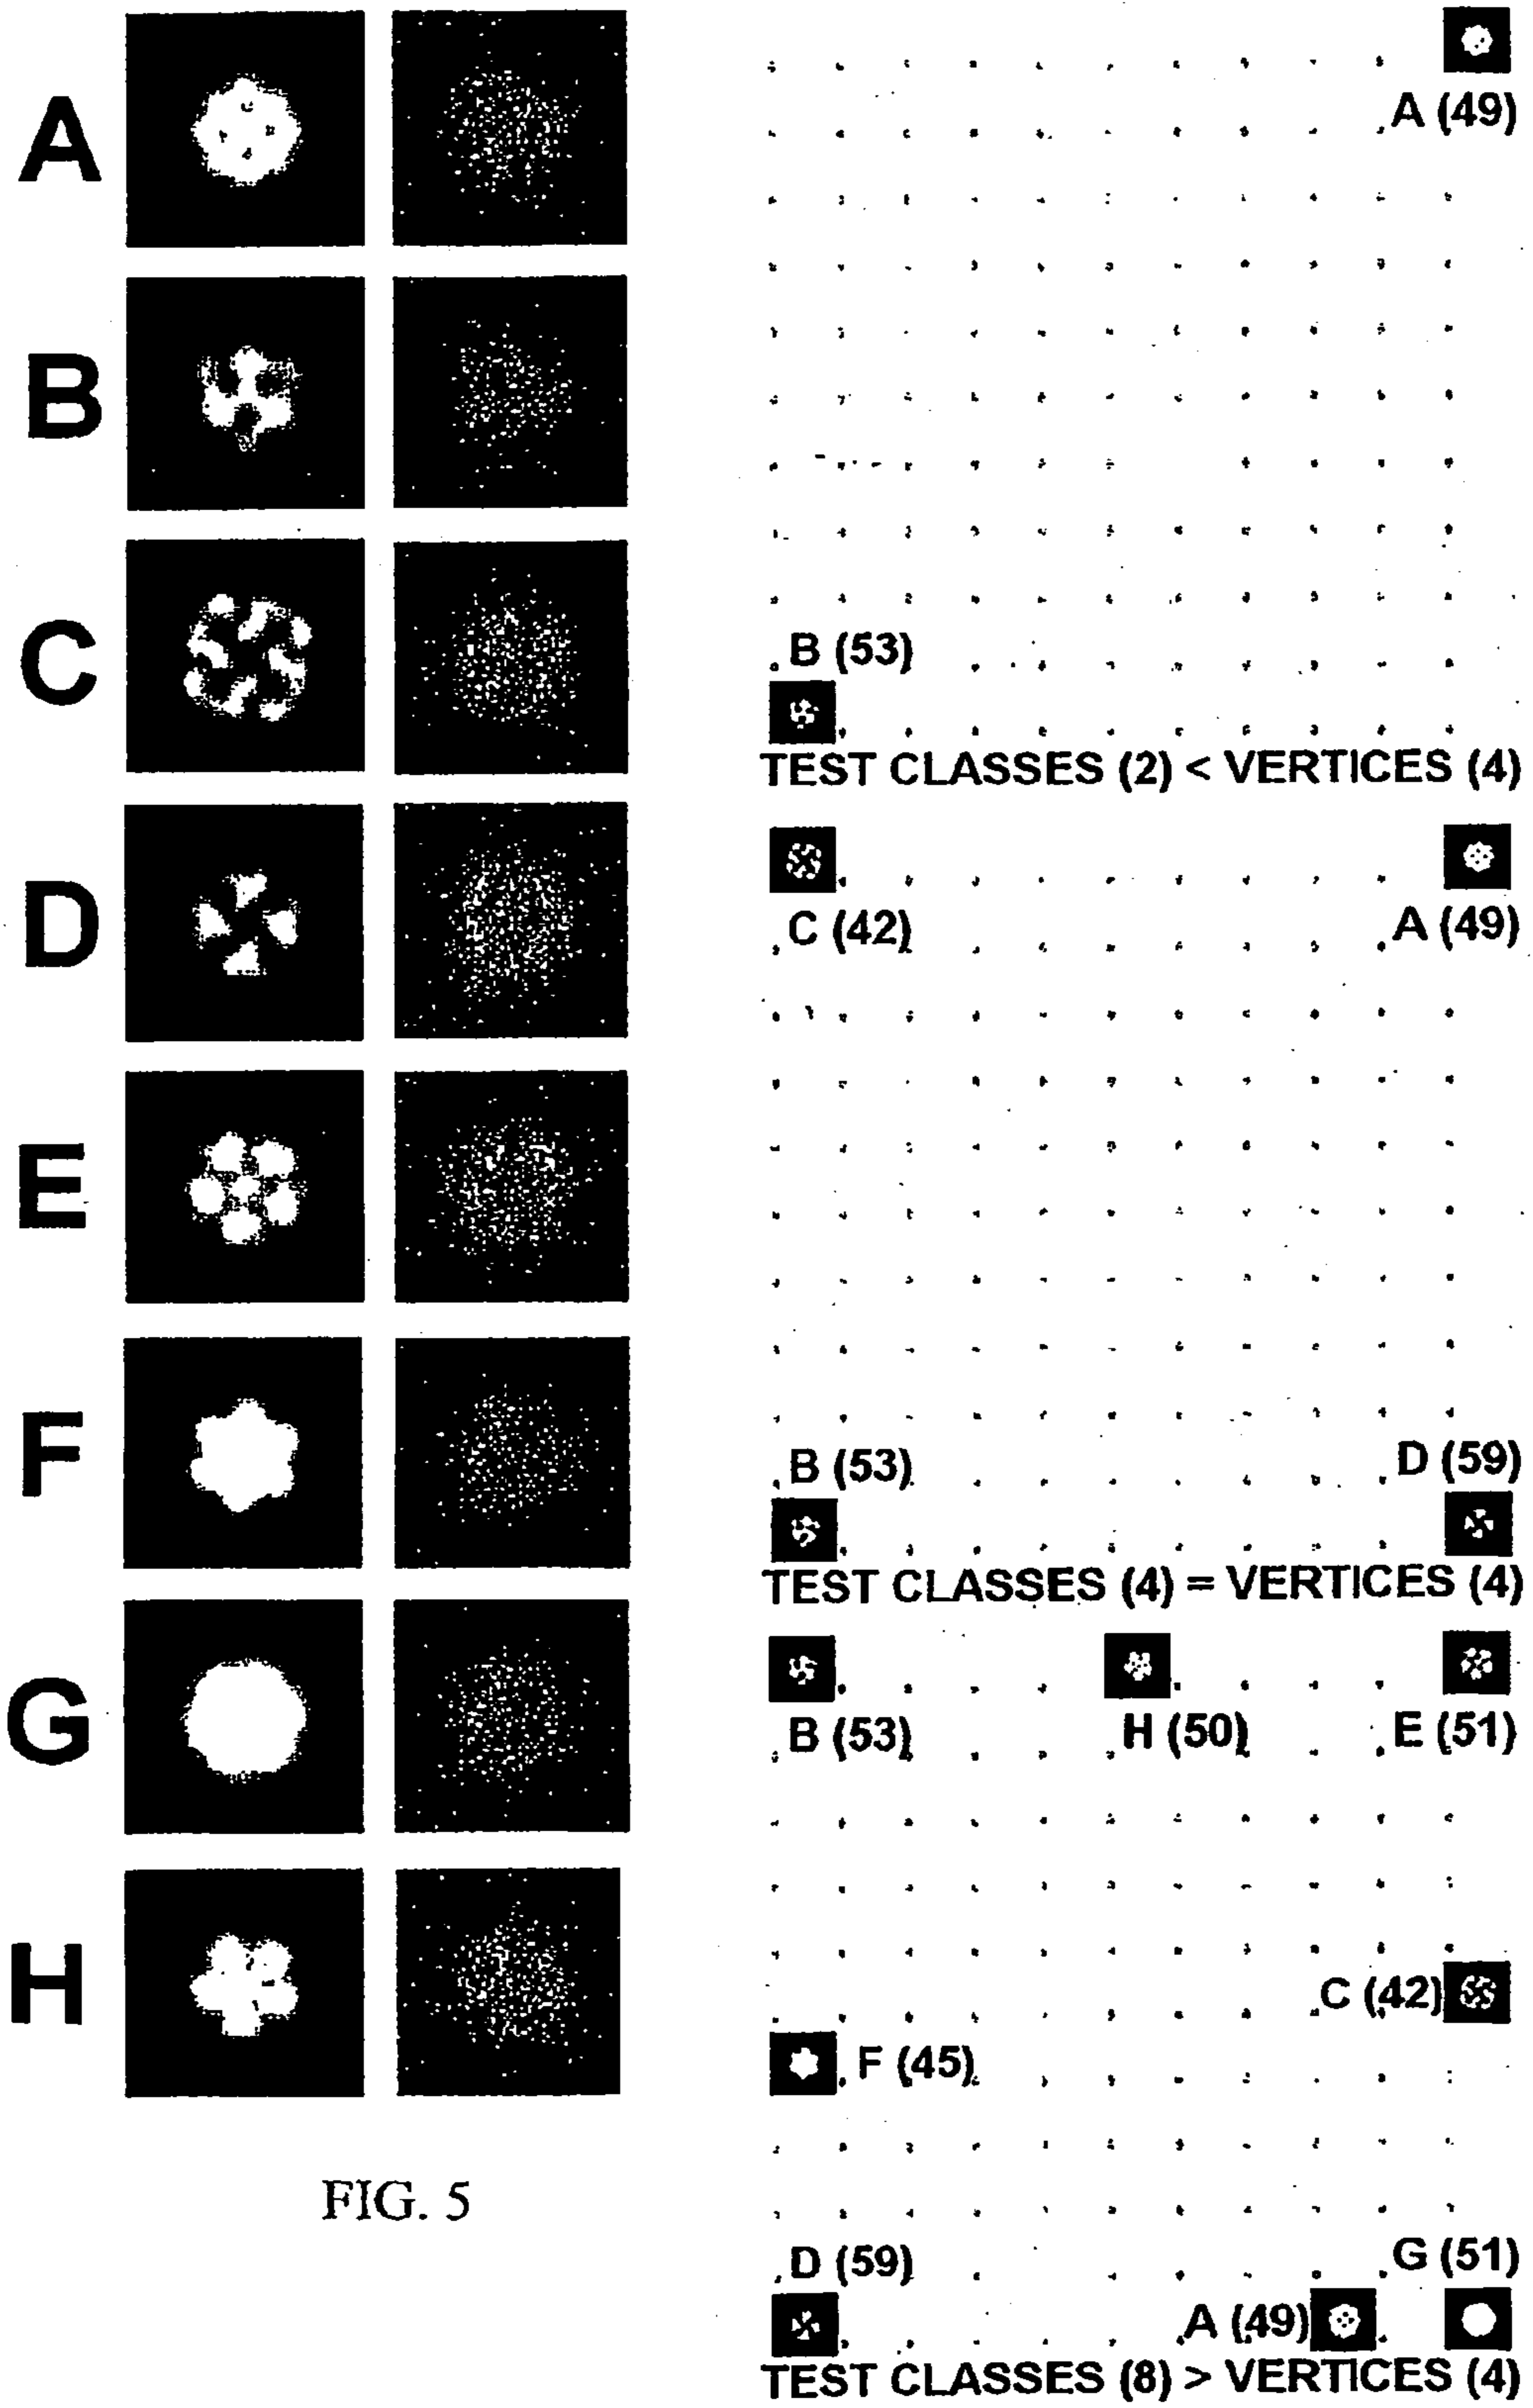 A
B
C
D
E
F
G
H
FIG. 5
A (49)
B (53)
TEST CLASSES (2) < VERTICES (4)
C (42)
A (49)
B (53)
D (59)
TEST CLASSES (4) = VERTICES (4)
B (53)
H (50)
E (51)
C (42)
F (45)
D (59)
G (51)
A (49)
TEST CLASSES (8) > VERTICES (4)